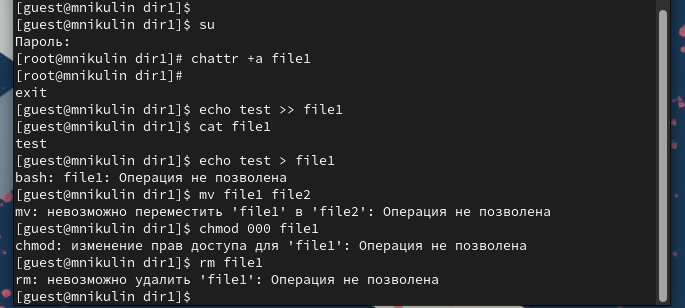 [guest@mnikulin dir1]$
[guest@mnikulin dir1]$ su
Пароль:
[root@mnikulin dir1]# chattr +a file1
[root@mnikulin dir1]#
exit
[guest@mnikulin dir1]$ echo test >> file1
[guest@mnikulin dir1]$ cat file1
test
[guest@mnikulin dir1]$ echo test > file1
bash: file1: Операция не позволена
[guest@mnikulin dir1]$ mv file1 file2
mv: невозможно переместить 'file1' в 'file2': Операция не позволена
[guest@mnikulin dir1]$ chmod 000 file1
chmod: изменение прав доступа для 'file1': Операция не позволена
[guest@mnikulin dir1]$ rm file1
rm: невозможно удалить 'file1': Операция не позволена
[guest@mnikulin dir1]$